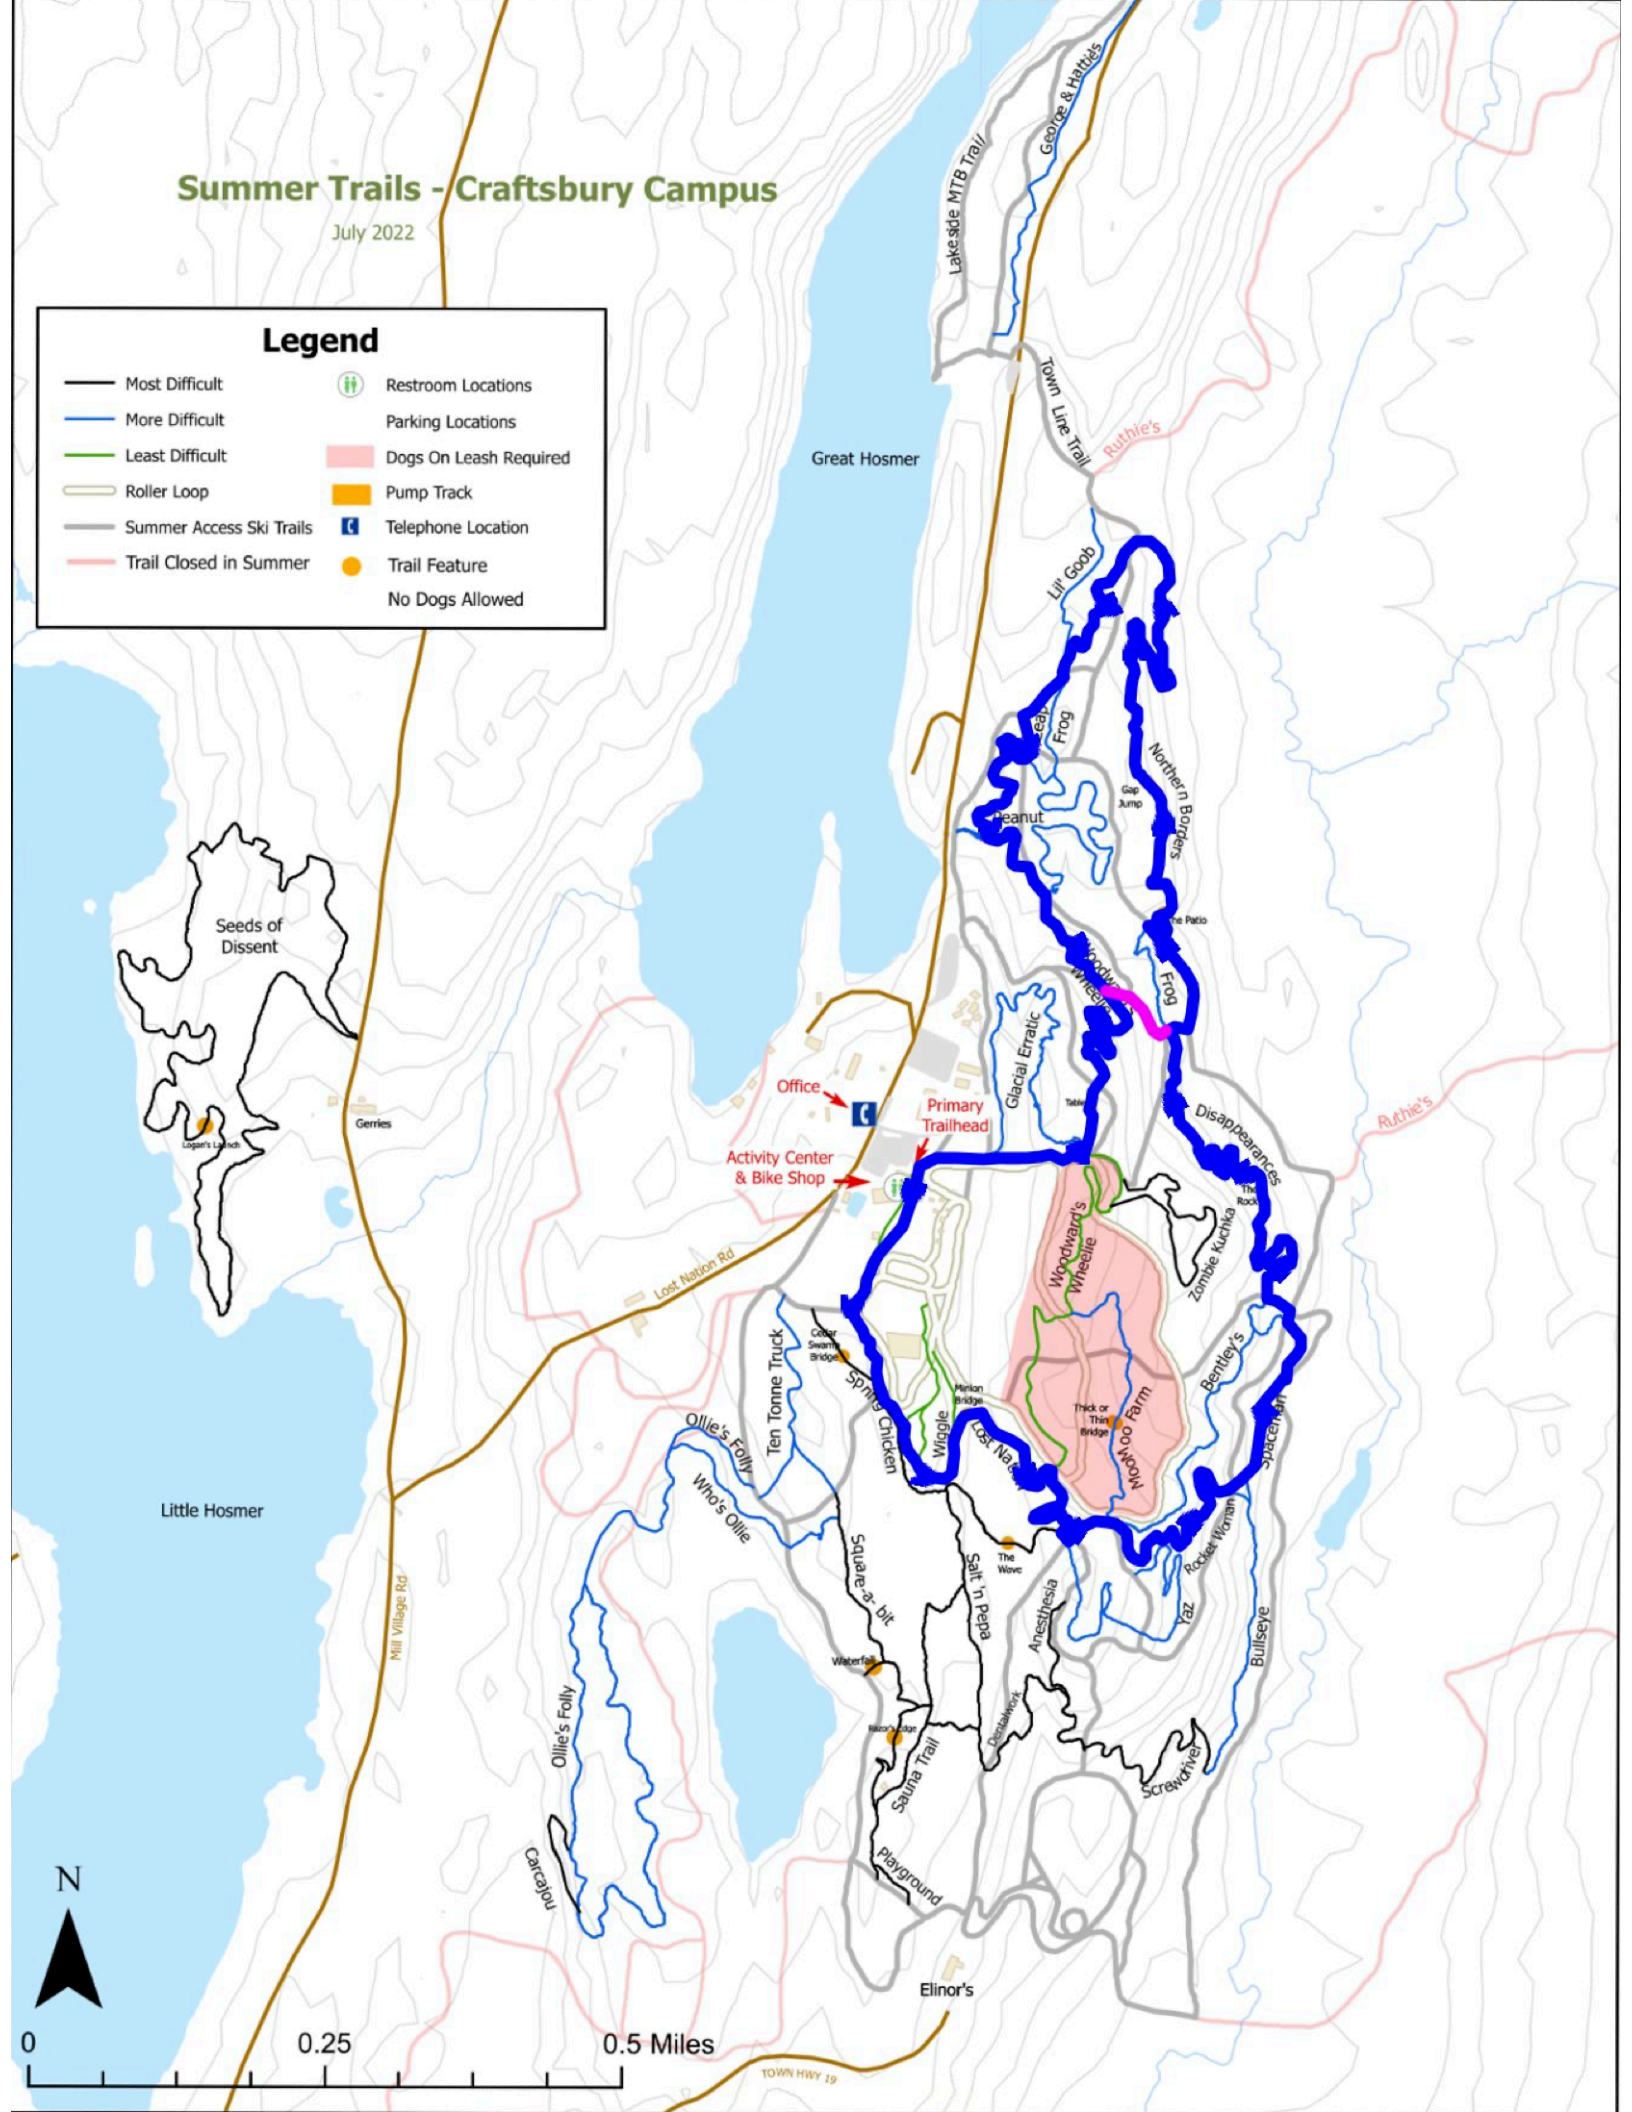 Summer Trails - Craftsbury Campus
July 2022
Legend
Most Difficult
More Difficult
Least Difficult
Roller Loop
Summer Access Ski Trails
Trail Closed in Summer
Restroom Locations
Parking Locations
Dogs On Leash Required
Pump Track
Telephone Location
Trail Feature
No Dogs Allowed
George & Hattie's
Lakeside MTB Trail
Town Line Trail
Ruthie's
Great Hosmer
Lil' Goob
Frog
Northern Borders
Gap
Jump
Seeds of
Dissent
Frog
Glacial Erratic
Office
Primary
Trailhead
Table
Disappearances
Ruthie's
Gerries
Logan's Launch
Activity Center
& Bike Shop
The
Rock
Zombie Kuchka
Woodward's
Wheelie
Lost Nation Rd
Ten Tonne Truck
Cedar
Swamp
Bridge
Spring Chicken
Bentley's
Minion
Bridge
Thick or
Thin
Bridge
MooMoo Farm
Wiggle
Spaceman
Ollie's Folly
Who's Ollie
Little Hosmer
Rocket Woman
The
Wave
Square-a-bit
Salt 'n Pepa
Anesthesia
Yaz
Bullseye
Mill Village Rd
Waterfall
Ollie's Folly
Razor's Edge
Dentalwork
Sauna Trail
Screwdriver
Carcajou
Playground
N
Elinor's
0
0.25
0.5 Miles
TOWN HWY 19